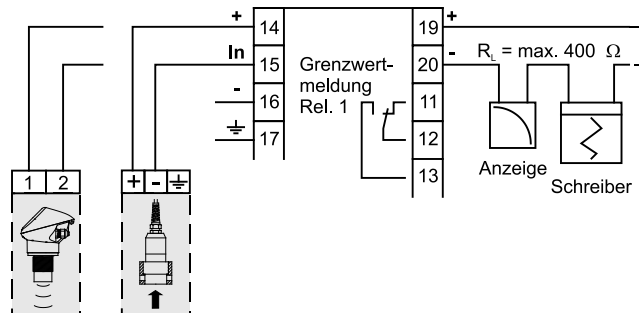 + 14
In 15
- 16
17
Grenzwert-
meldung
Rel. 1
19 +
20 -
11
12
13
RL = max. 400 Ω
Anzeige
Schreiber
1 2
+ -